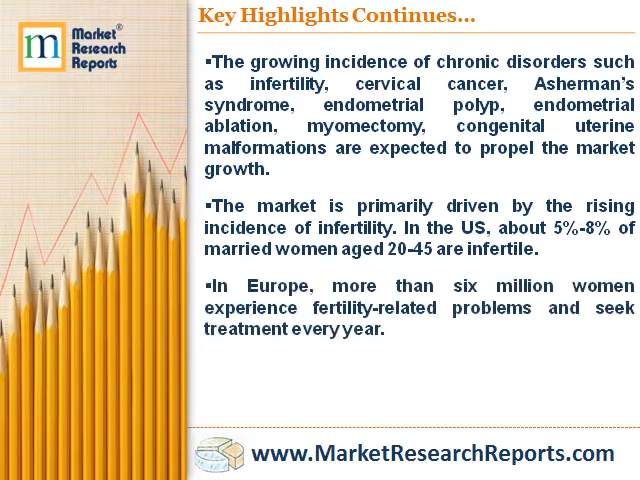 m
Market®
Research
Reports
Key Highlights Continues...
▪The growing incidence of chronic disorders such
as infertility, cervical cancer, Asherman's
syndrome, endometrial polyp, endometrial
ablation, myomectomy, congenital uterine
malformations are expected to propel the market
growth.
▪The market is primarily driven by the rising
incidence of infertility. In the US, about 5%-8% of
married women aged 20-45 are infertile.
▪In Europe, more than six million women
experience fertility-related problems and seek
treatment every year.
www.MarketResearchReports.com